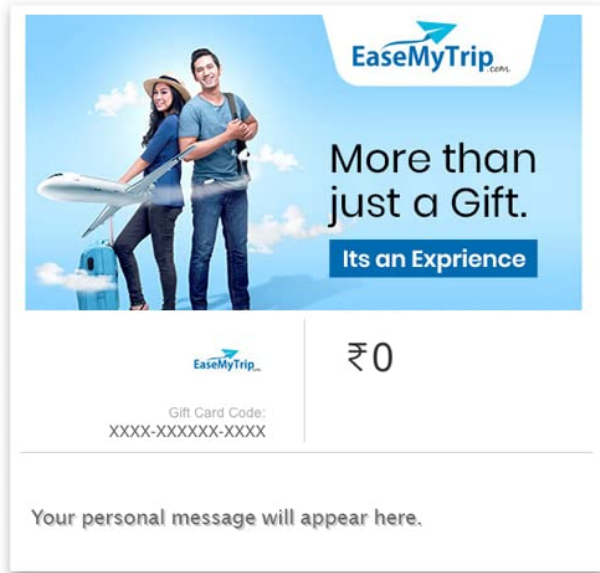 EaseMyTrip.com
More than
just a Gift.
Its an Exprience
EaseMyTrip.com
₹0
Gift Card Code:
XXXX-XXXXXX-XXXX
Your personal message will appear here.